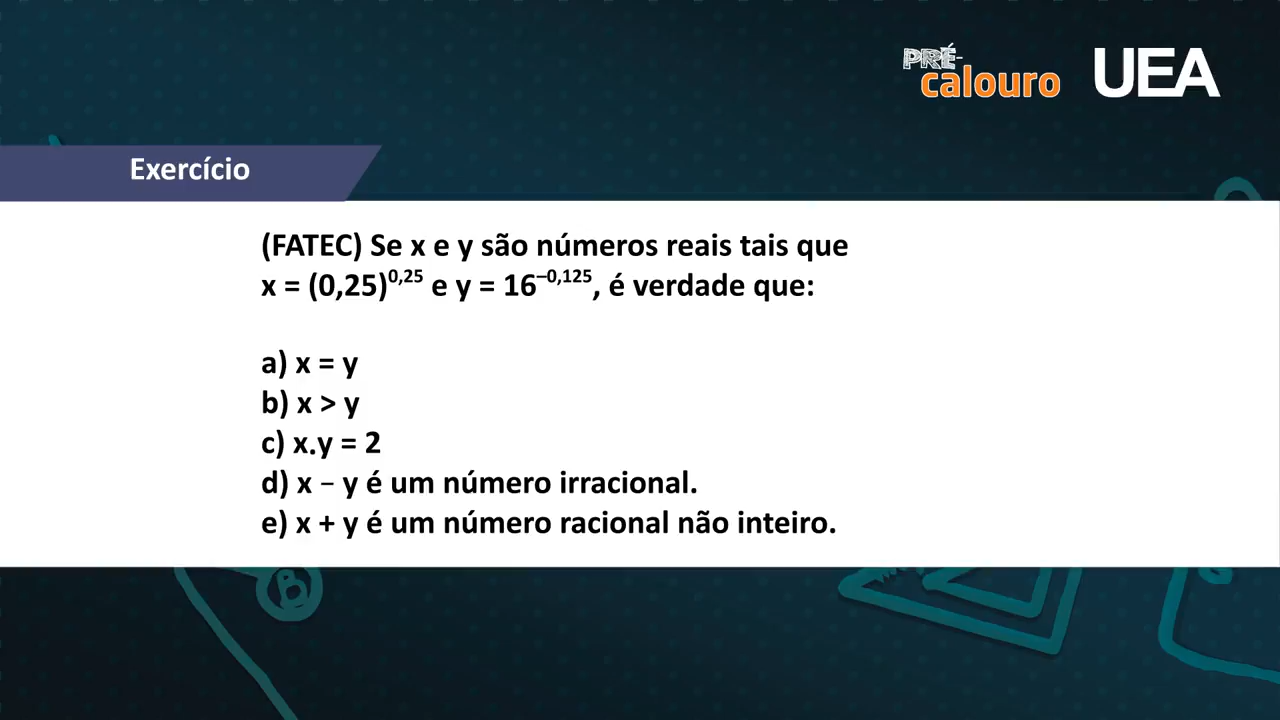 PRÉ-
calouro
UEA
Exercício
(FATEC) Se x e y são números reais tais que
x = (0,25)^0,25 e y = 16^–0,125, é verdade que:
a) x = y
b) x > y
c) x.y = 2
d) x – y é um número irracional.
e) x + y é um número racional não inteiro.
B